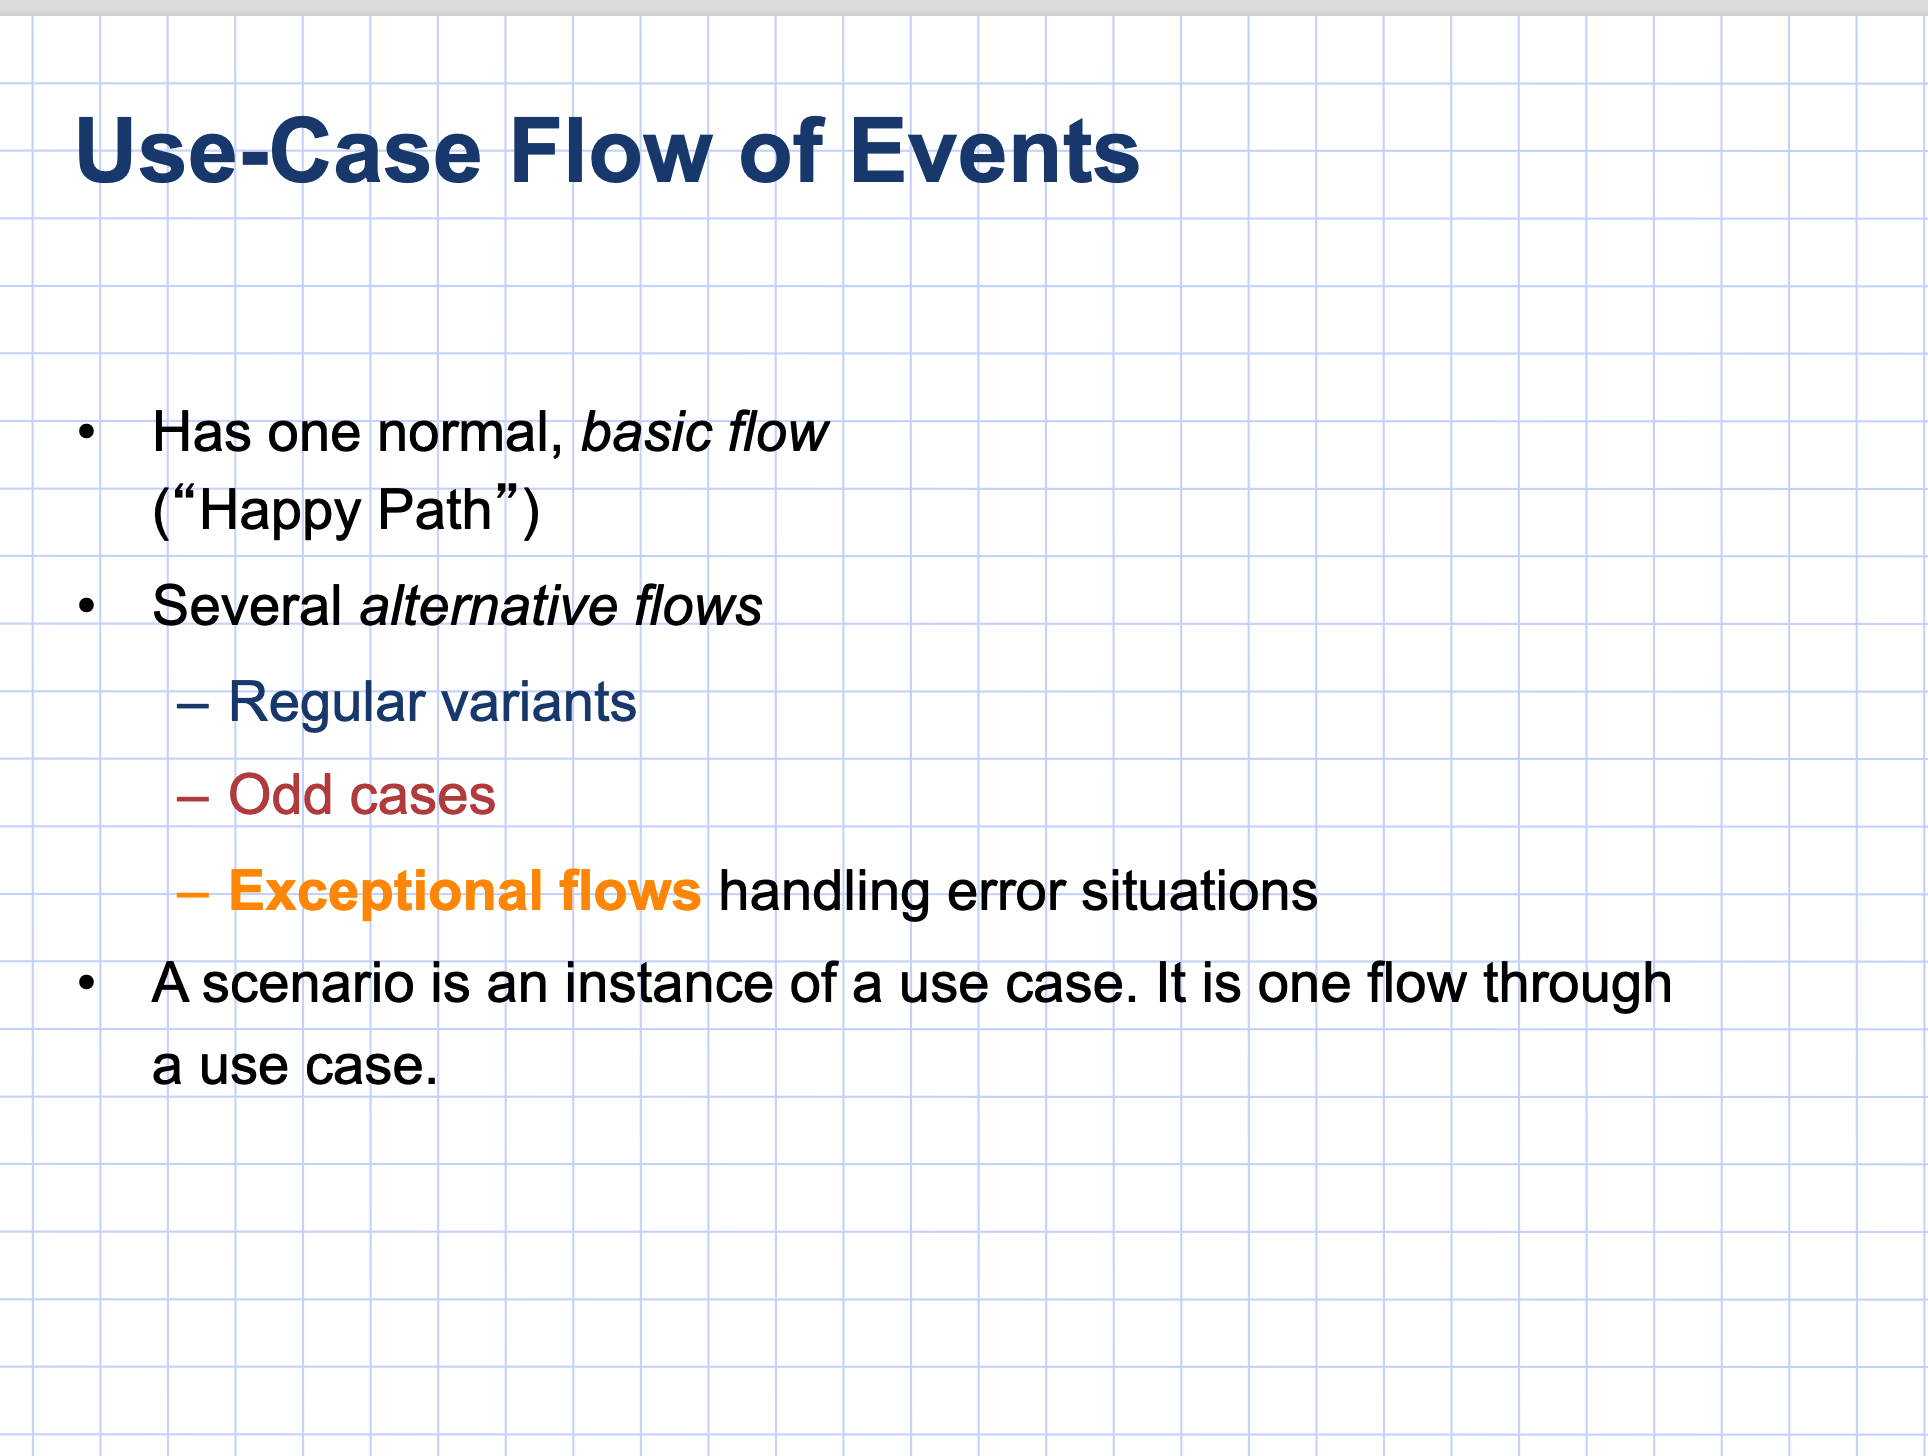 Use-Case Flow of Events
• Has one normal, basic flow
(“Happy Path”)
• Several alternative flows
– Regular variants
– Odd cases
– Exceptional flows handling error situations
• A scenario is an instance of a use case. It is one flow through
a use case.